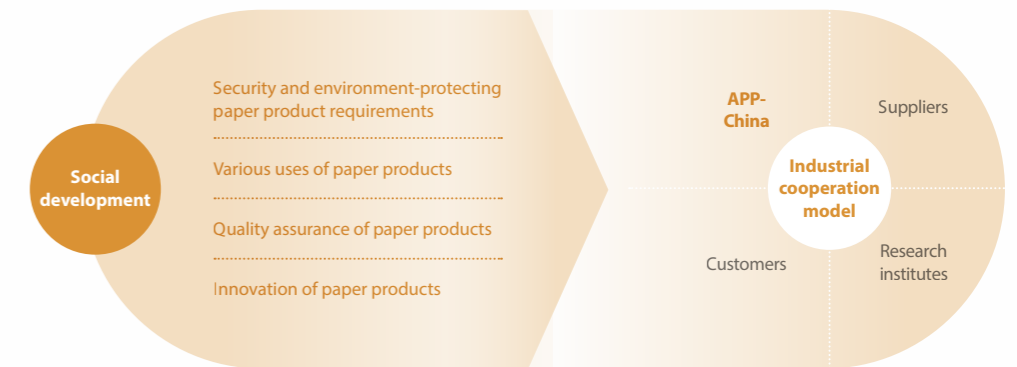 Social
development
Security and environment-protecting
paper product requirements
Various uses of paper products
Quality assurance of paper products
Innovation of paper products
APP-
China
Suppliers
Industrial
cooperation
model
Customers
Research
institutes